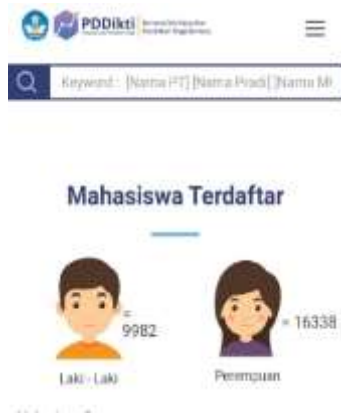 PDDikti
Keyword : [Nama PT] [Nama Prodi] [Nama M
Mahasiswa Terdaftar
=
9982
= 16338
Laki - Laki
Perempuan